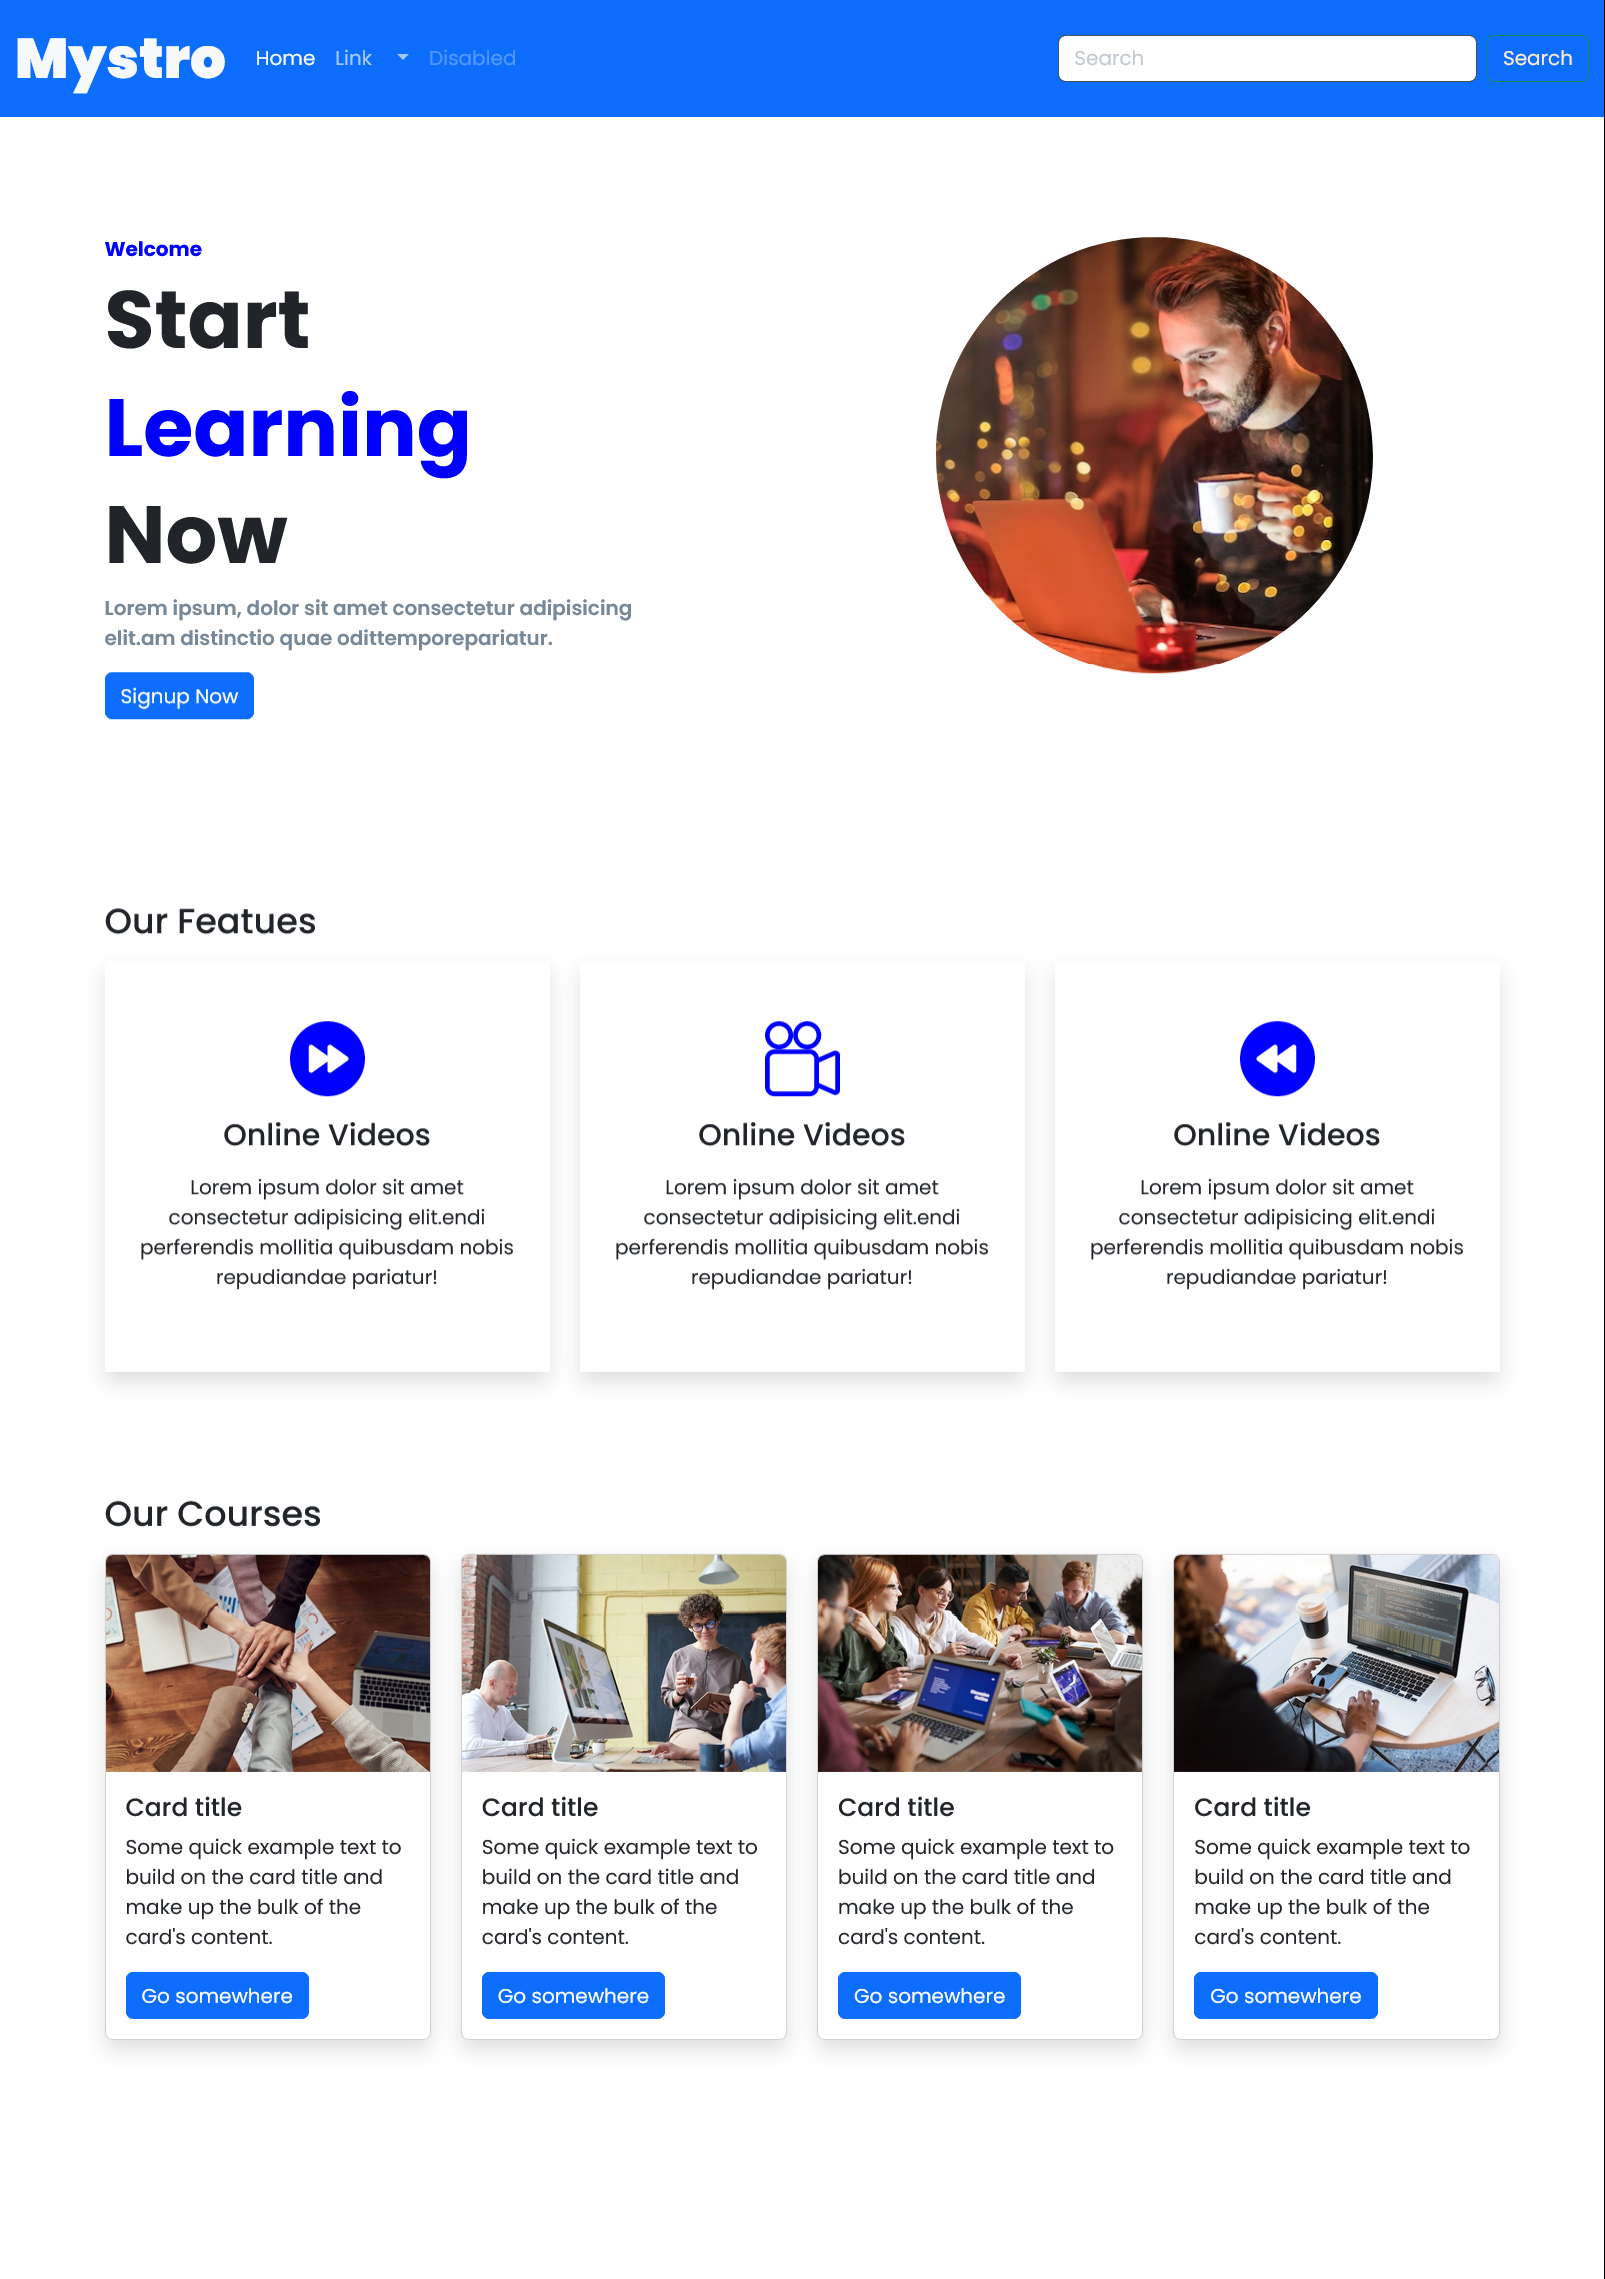 Mystro Home Link Disabled Search Search
Welcome
Start
Learning
Now
Lorem ipsum, dolor sit amet consectetur adipisicing
elit.am distinctio quae odittemporepariatur.
Signup Now
Our Featues
Online Videos
Lorem ipsum dolor sit amet
consectetur adipisicing elit.endi
perferendis mollitia quibusdam nobis
repudiandae pariatur!
Online Videos
Lorem ipsum dolor sit amet
consectetur adipisicing elit.endi
perferendis mollitia quibusdam nobis
repudiandae pariatur!
Online Videos
Lorem ipsum dolor sit amet
consectetur adipisicing elit.endi
perferendis mollitia quibusdam nobis
repudiandae pariatur!
Our Courses
Card title
Some quick example text to
build on the card title and
make up the bulk of the
card's content.
Go somewhere
Card title
Some quick example text to
build on the card title and
make up the bulk of the
card's content.
Go somewhere
Card title
Some quick example text to
build on the card title and
make up the bulk of the
card's content.
Go somewhere
Card title
Some quick example text to
build on the card title and
make up the bulk of the
card's content.
Go somewhere